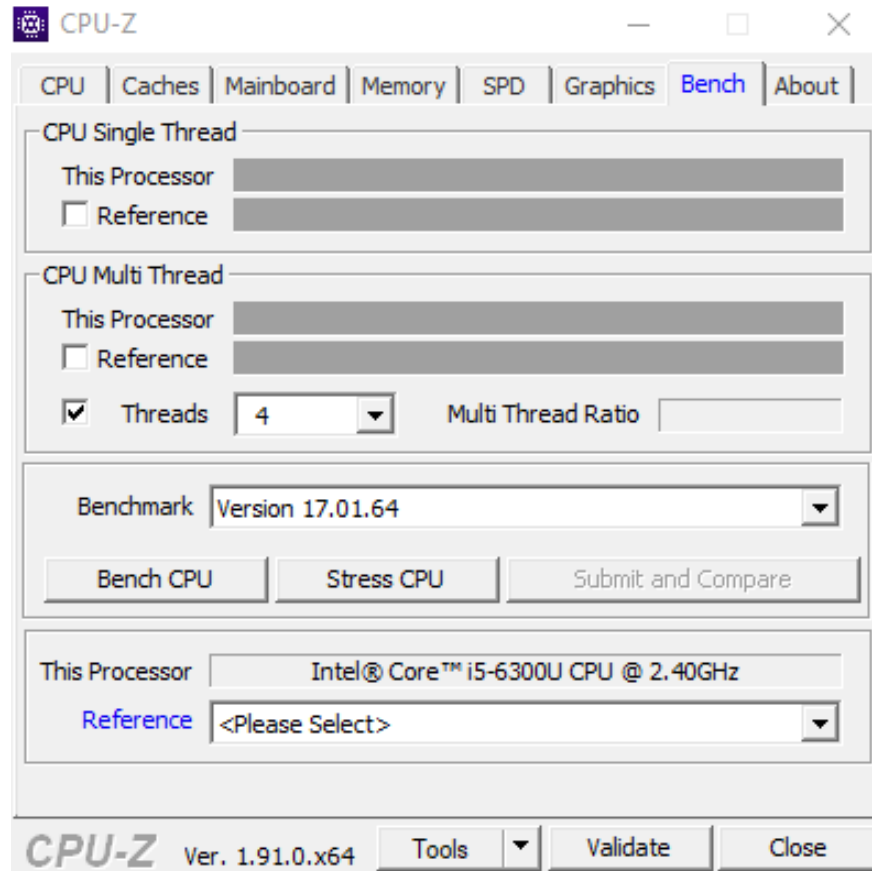 CPU-Z
CPU Caches Mainboard Memory SPD Graphics Bench About
CPU Single Thread
This Processor
Reference
CPU Multi Thread
This Processor
Reference
Threads 4 Multi Thread Ratio
Benchmark Version 17.01.64
Bench CPU Stress CPU Submit and Compare
This Processor Intel® Core™ i5-6300U CPU @ 2.40GHz
Reference <Please Select>
CPU-Z Ver. 1.91.0.x64 Tools Validate Close